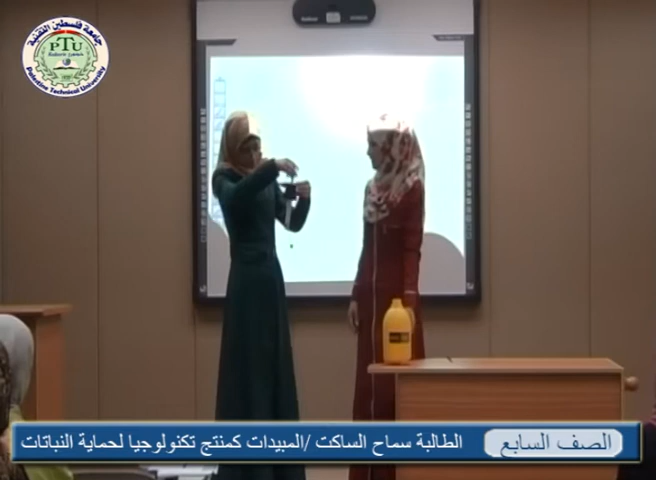 جامعة فلسطين التقنية
PTU
Palestine Technical University
الصف السابع
الطالبة سماح الساكت /المبيدات كمنتج تكنولوجيا لحماية النباتات